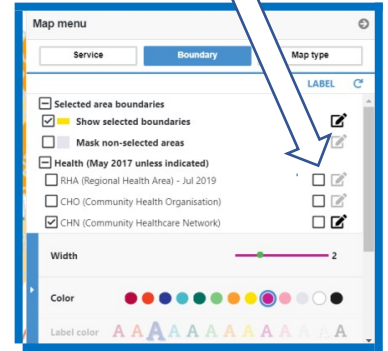 Map menu
Service Boundary Map type
LABEL
Selected area boundaries
Show selected boundaries
Mask non-selected areas
Health (May 2017 unless indicated)
RHA (Regional Health Area) - Jul 2019
CHO (Community Health Organisation)
CHN (Community Healthcare Network)
Width 2
Color
Label color A A A A A A A A A A A A A